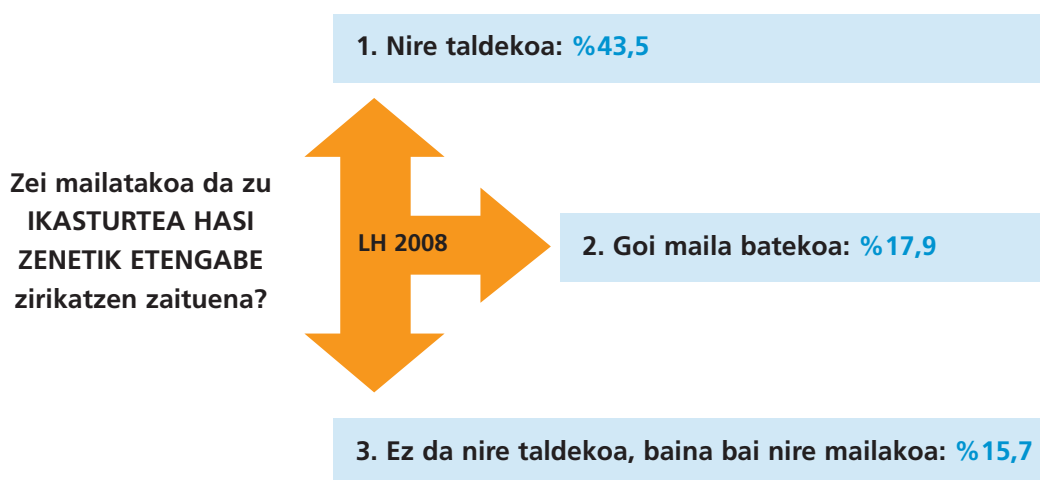 1. Nire taldekoa: %43,5
Zei mailatakoa da zu
IKASTURTEA HASI
ZENETIK ETENGABE
zirikatzen zaituena?
LH 2008
2. Goi maila batekoa: %17,9
3. Ez da nire taldekoa, baina bai nire mailakoa: %15,7